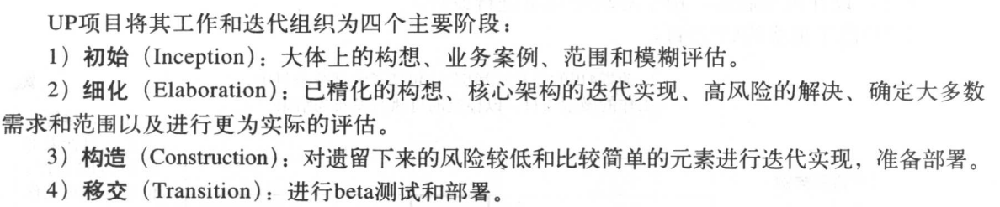 UP项目将其工作和迭代组织为四个主要阶段：
1）初始（Inception）：大体上的构想、业务案例、范围和模糊评估。
2）细化（Elaboration）：已精化的构想、核心架构的迭代实现、高风险的解决、确定大多数
需求和范围以及进行更为实际的评估。
3）构造（Construction）：对遗留下来的风险较低和比较简单的元素进行迭代实现，准备部署。
4）移交（Transition）：进行beta测试和部署。